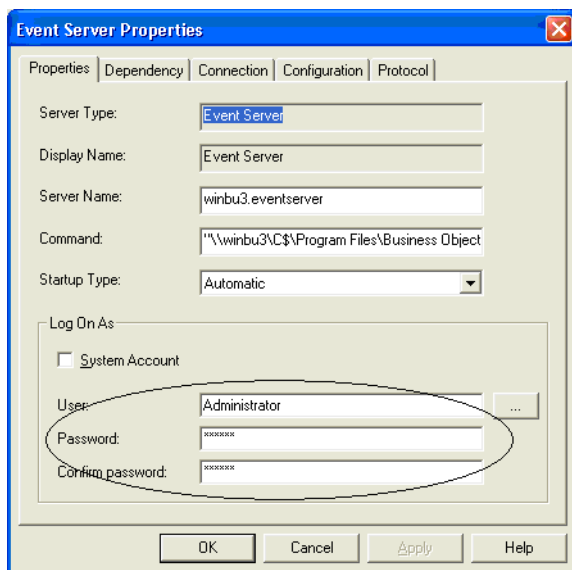 Event Server Properties
Properties Dependency Connection Configuration Protocol
Server Type: Event Server
Display Name: Event Server
Server Name: winbu3.eventserver
Command: "\\winbu3\C$\Program Files\Business Object
Startup Type: Automatic
Log On As
System Account
User: Administrator ...
Password: ******
Confirm password: ******
OK Cancel Apply Help